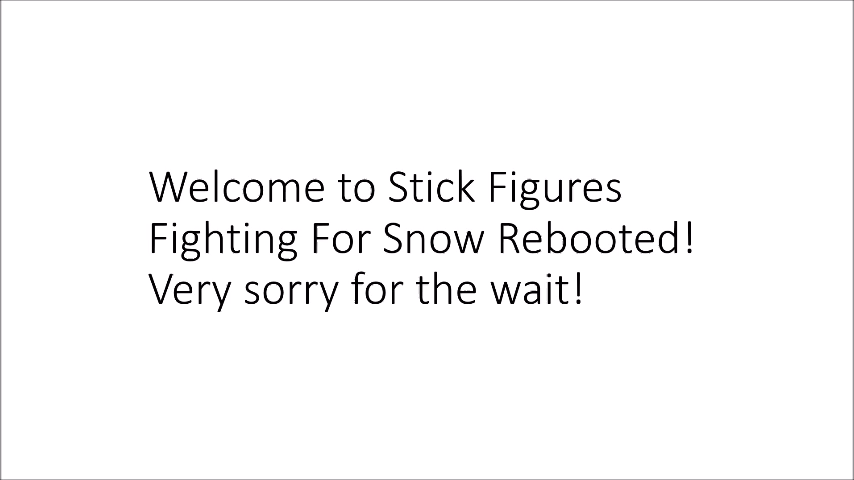 Welcome to Stick Figures
Fighting For Snow Rebooted!
Very sorry for the wait!